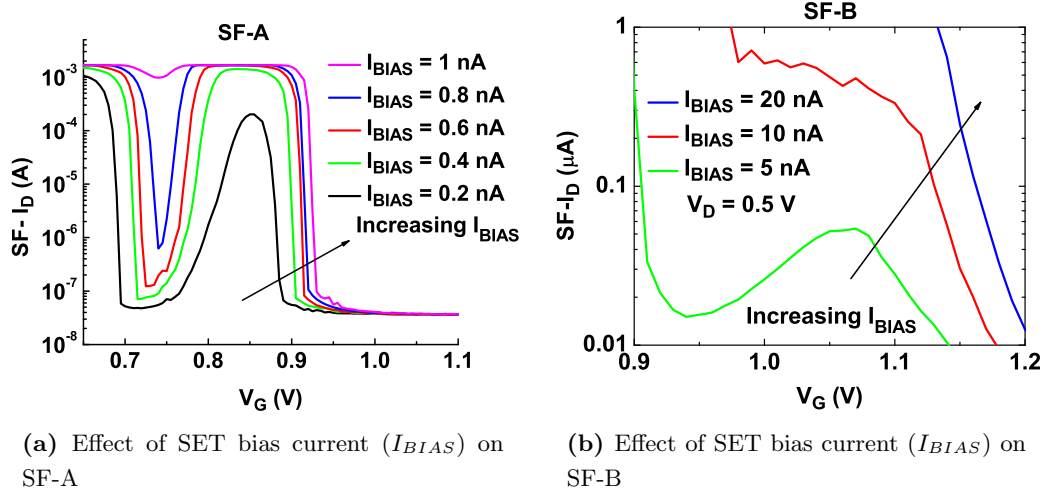 SF-A
SF- I_D (A)
10^-3
10^-4
10^-5
10^-6
10^-7
10^-8
I_BIAS = 1 nA
I_BIAS = 0.8 nA
I_BIAS = 0.6 nA
I_BIAS = 0.4 nA
I_BIAS = 0.2 nA
Increasing I_BIAS
0.7 0.8 0.9 1.0 1.1
V_G (V)
(a) Effect of SET bias current (I_BIAS) on
SF-A
SF-B
SF-I_D (μA)
1
0.1
0.01
I_BIAS = 20 nA
I_BIAS = 10 nA
I_BIAS = 5 nA
V_D = 0.5 V
Increasing I_BIAS
0.9 1.0 1.1 1.2
V_G (V)
(b) Effect of SET bias current (I_BIAS) on
SF-B